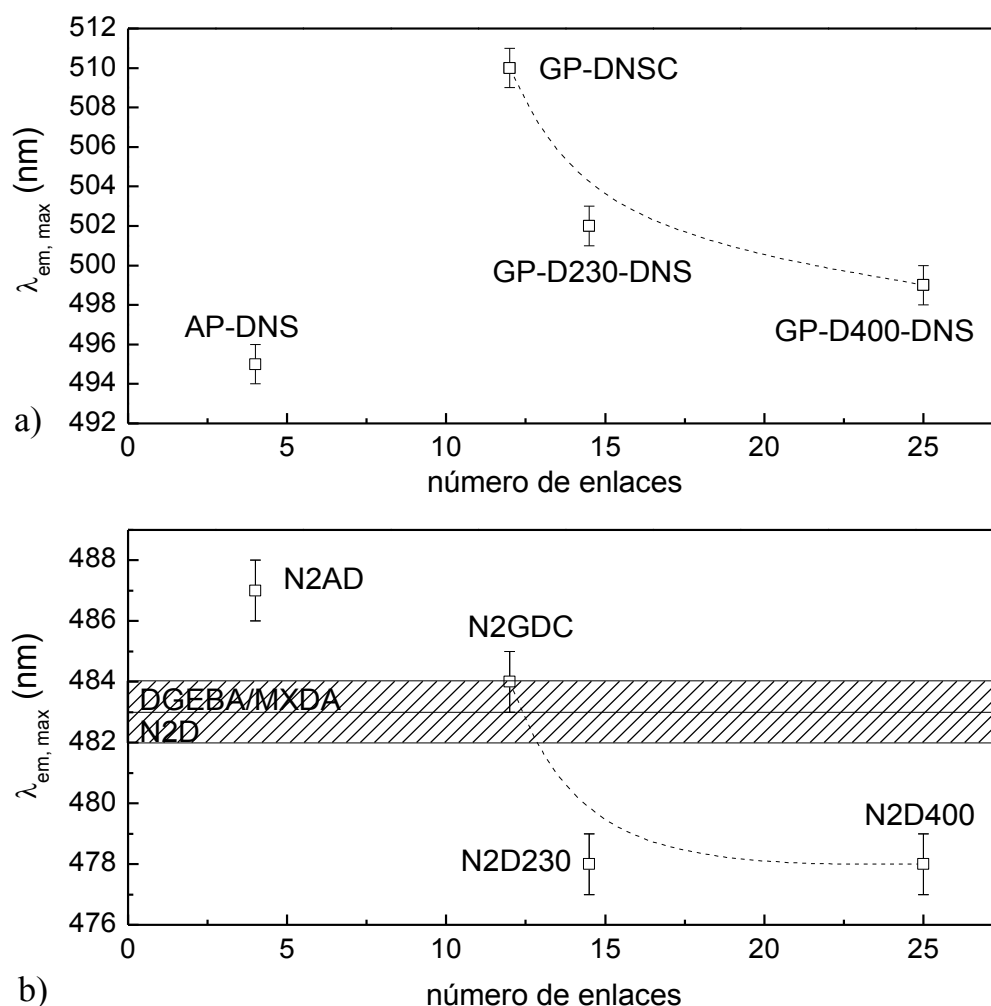 512
510
508
506
504
502
500
498
496
494
492
λem, max (nm)
GP-DNSC
GP-D230-DNS
AP-DNS
GP-D400-DNS
a)
0 5 10 15 20 25
número de enlaces
488
486
484
482
480
478
476
λem, max (nm)
N2AD
N2GDC
DGEBA/MXDA
N2D
N2D400
N2D230
0 5 10 15 20 25
b)
número de enlaces